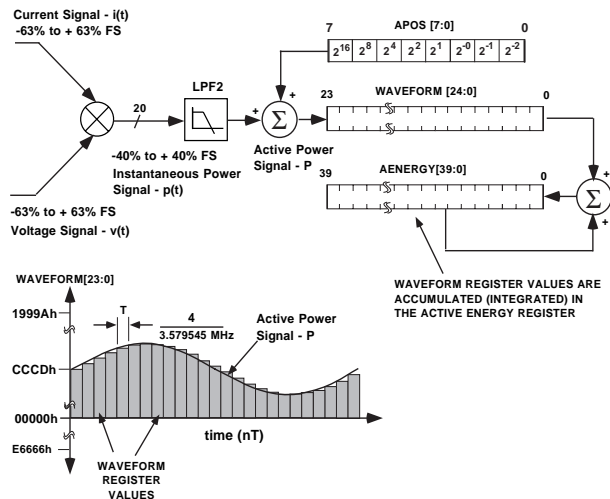 Current Signal - i(t)
-63% to + 63% FS
APOS [7:0]
7
0
2^16 2^8 2^4 2^2 2^1 2^-0 2^-1 2^-2
20
LPF2
+
+
Σ
23
WAVEFORM [24:0]
0
Active Power
Signal - P
-40% to + 40% FS
Instantaneous Power
Signal - p(t)
39
AENERGY[39:0]
0
+
Σ
+
-63% to + 63% FS
Voltage Signal - v(t)
WAVEFORM REGISTER VALUES ARE
ACCUMULATED (INTEGRATED) IN
THE ACTIVE ENERGY REGISTER
WAVEFORM[23:0]
1999Ah
T
4
3.579545 MHz
Active Power
Signal - P
CCCDh
00000h
time (nT)
E6666h
WAVEFORM
REGISTER
VALUES